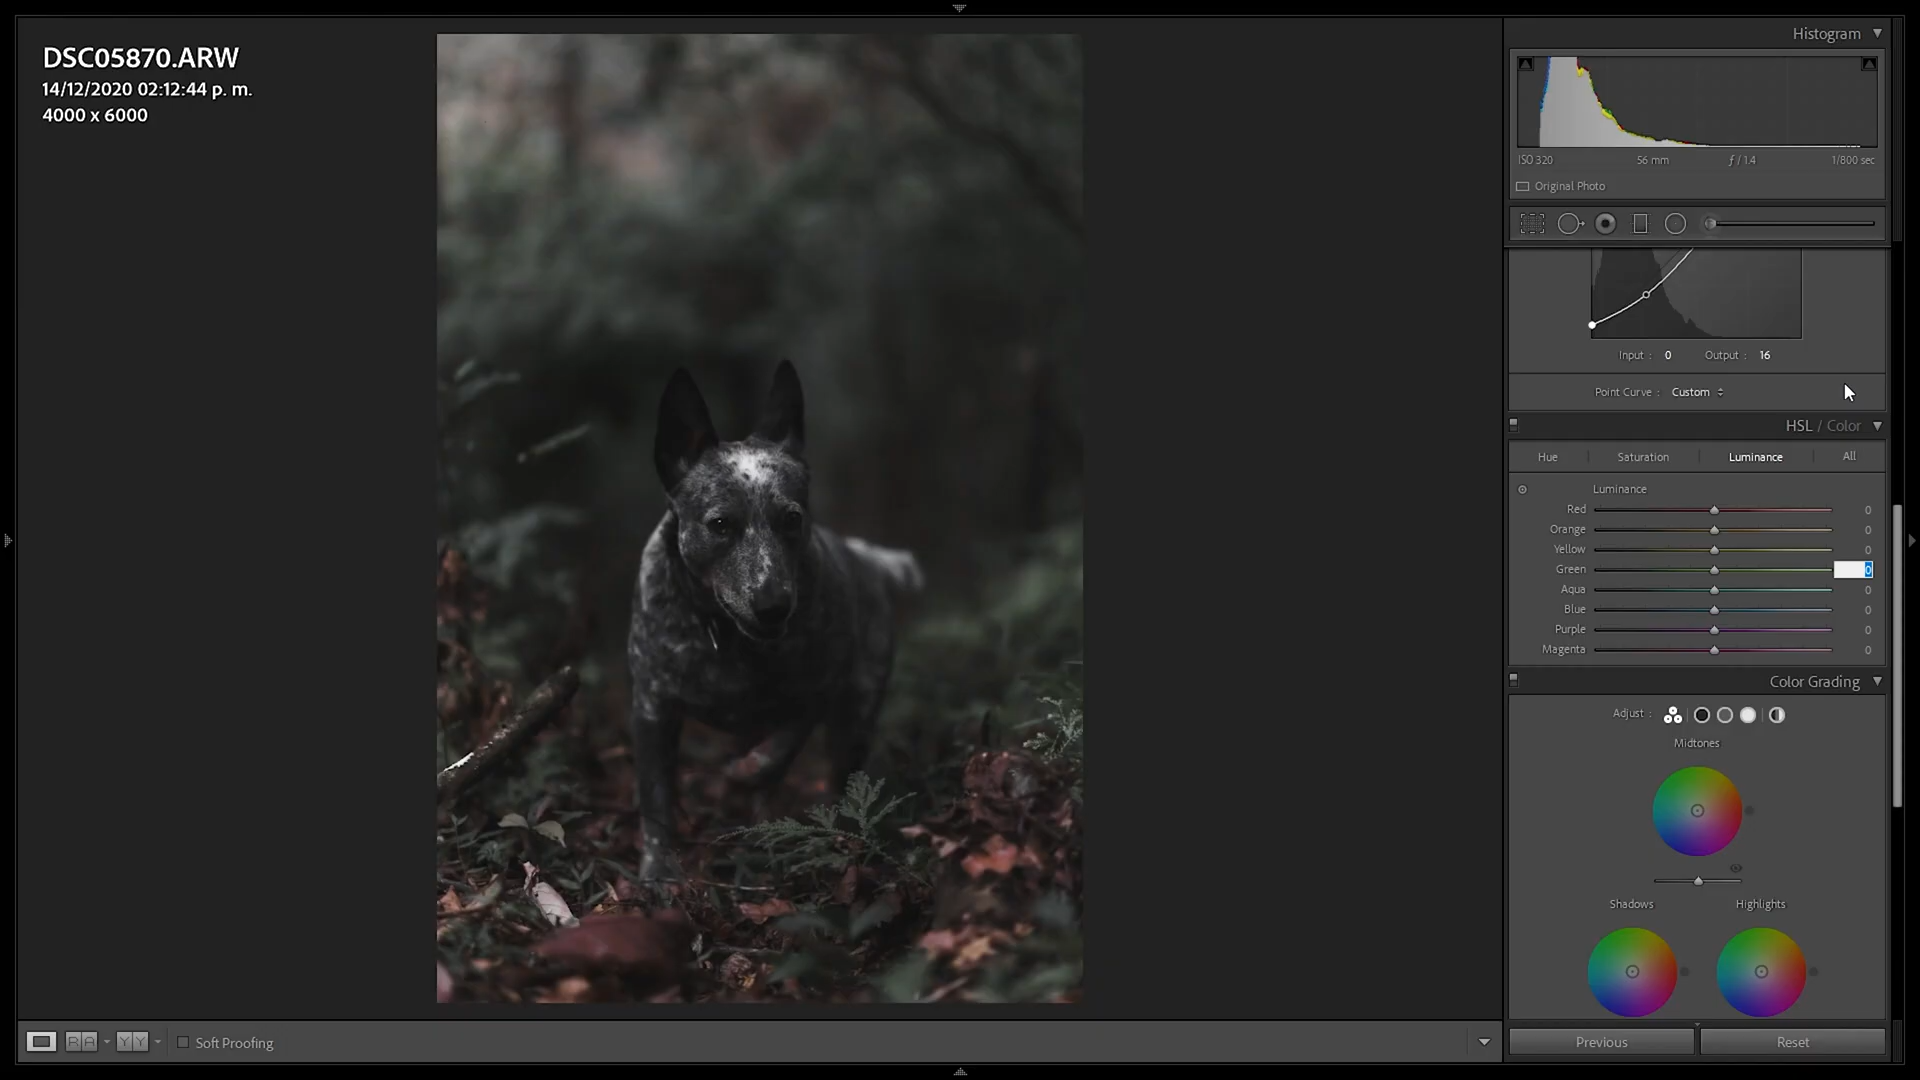 DSC05870.ARW
14/12/2020 02:12:44 p. m.
4000 x 6000
Histogram
ISO 320 56 mm ƒ / 1.4 1/800 sec
Original Photo
Input : 0 Output : 16
Point Curve : Custom
HSL / Color
Hue Saturation Luminance All
Luminance
Red 0
Orange 0
Yellow 0
Green 0
Aqua 0
Blue 0
Purple 0
Magenta 0
Color Grading
Adjust :
Midtones
Shadows Highlights
R A Y Y Soft Proofing
Previous Reset